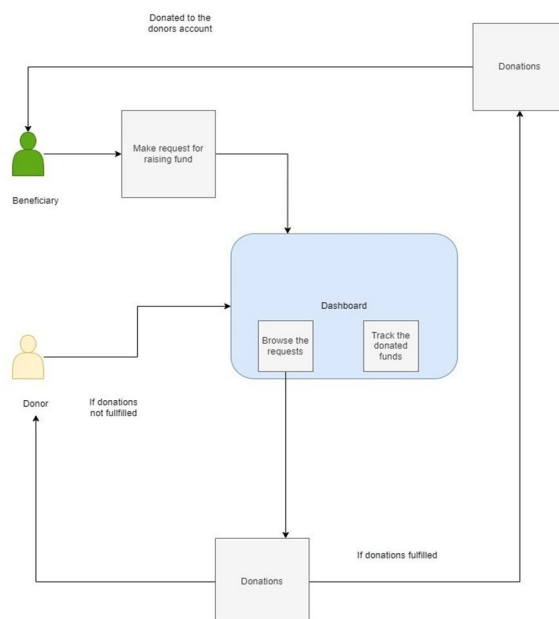 Donated to the
donors account
Donations
Make request for
raising fund
Beneficiary
Dashboard
Browse the
requests
Track the
donated
funds
Donor
If donations
not fullfilled
If donations fulfilled
Donations